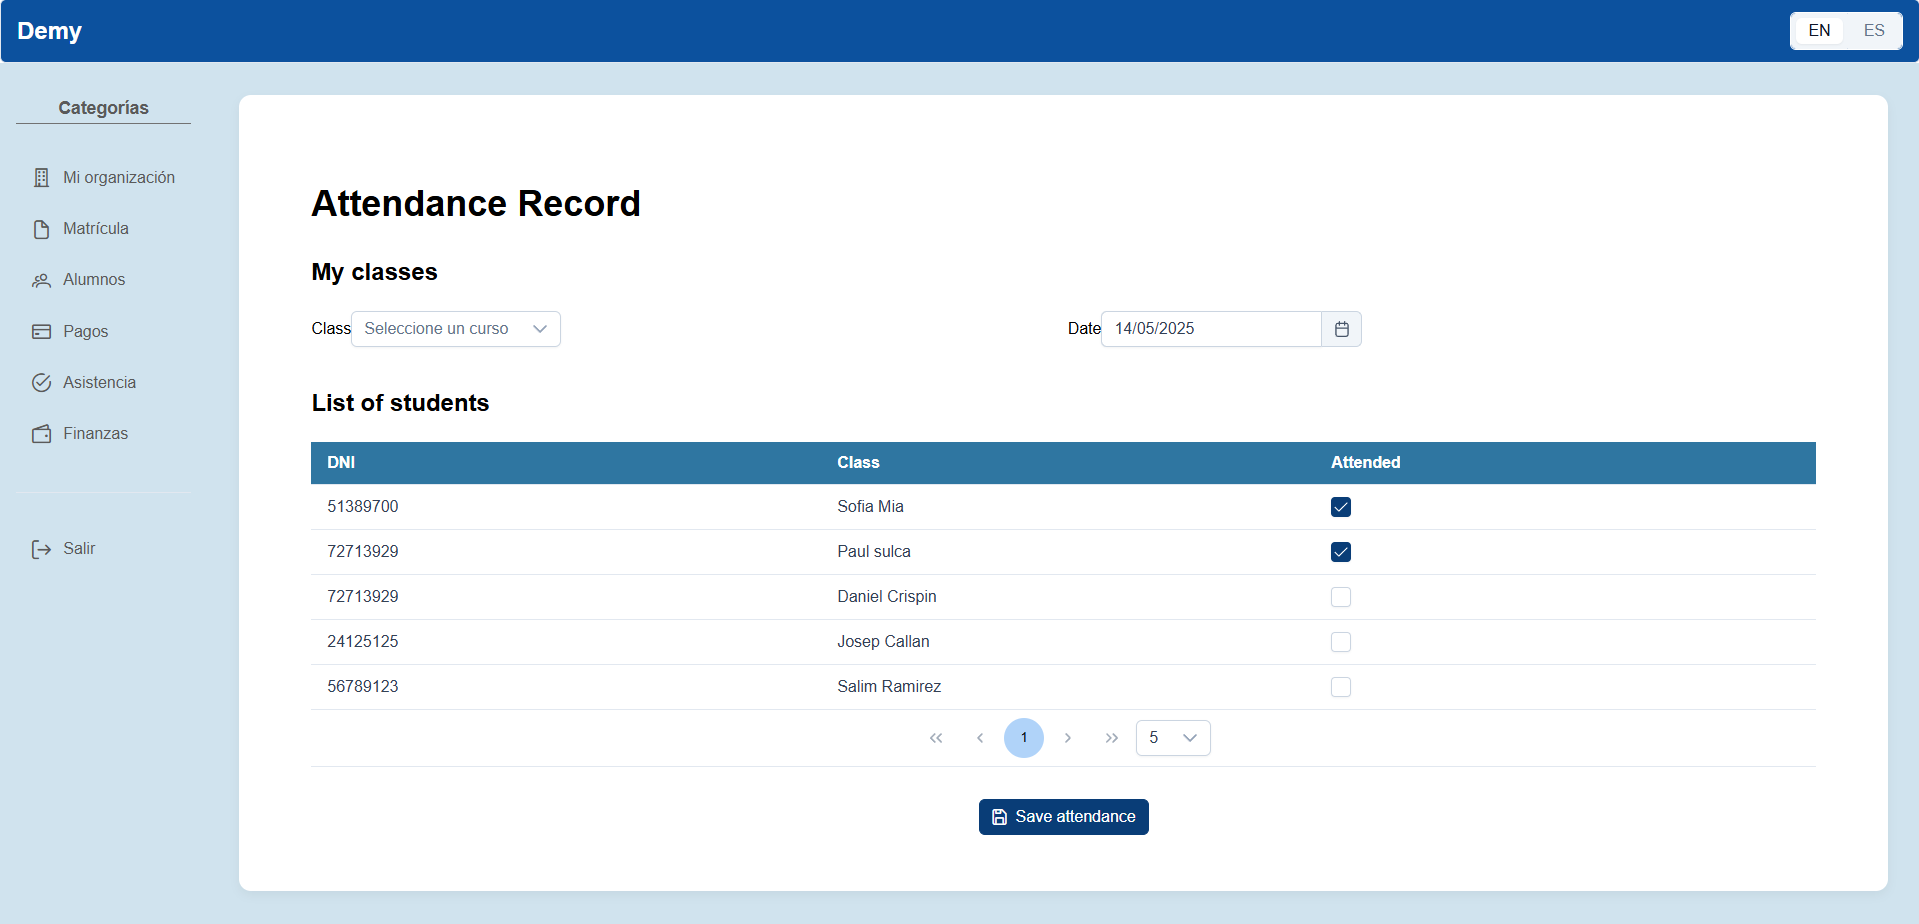 Demy
EN ES
Categorías
Mi organización
Matrícula
Alumnos
Pagos
Asistencia
Finanzas
Salir
Attendance Record
My classes
Class Seleccione un curso
Date 14/05/2025
List of students
DNI Class Attended
51389700 Sofia Mia
72713929 Paul sulca
72713929 Daniel Crispin
24125125 Josep Callan
56789123 Salim Ramirez
1 5
Save attendance